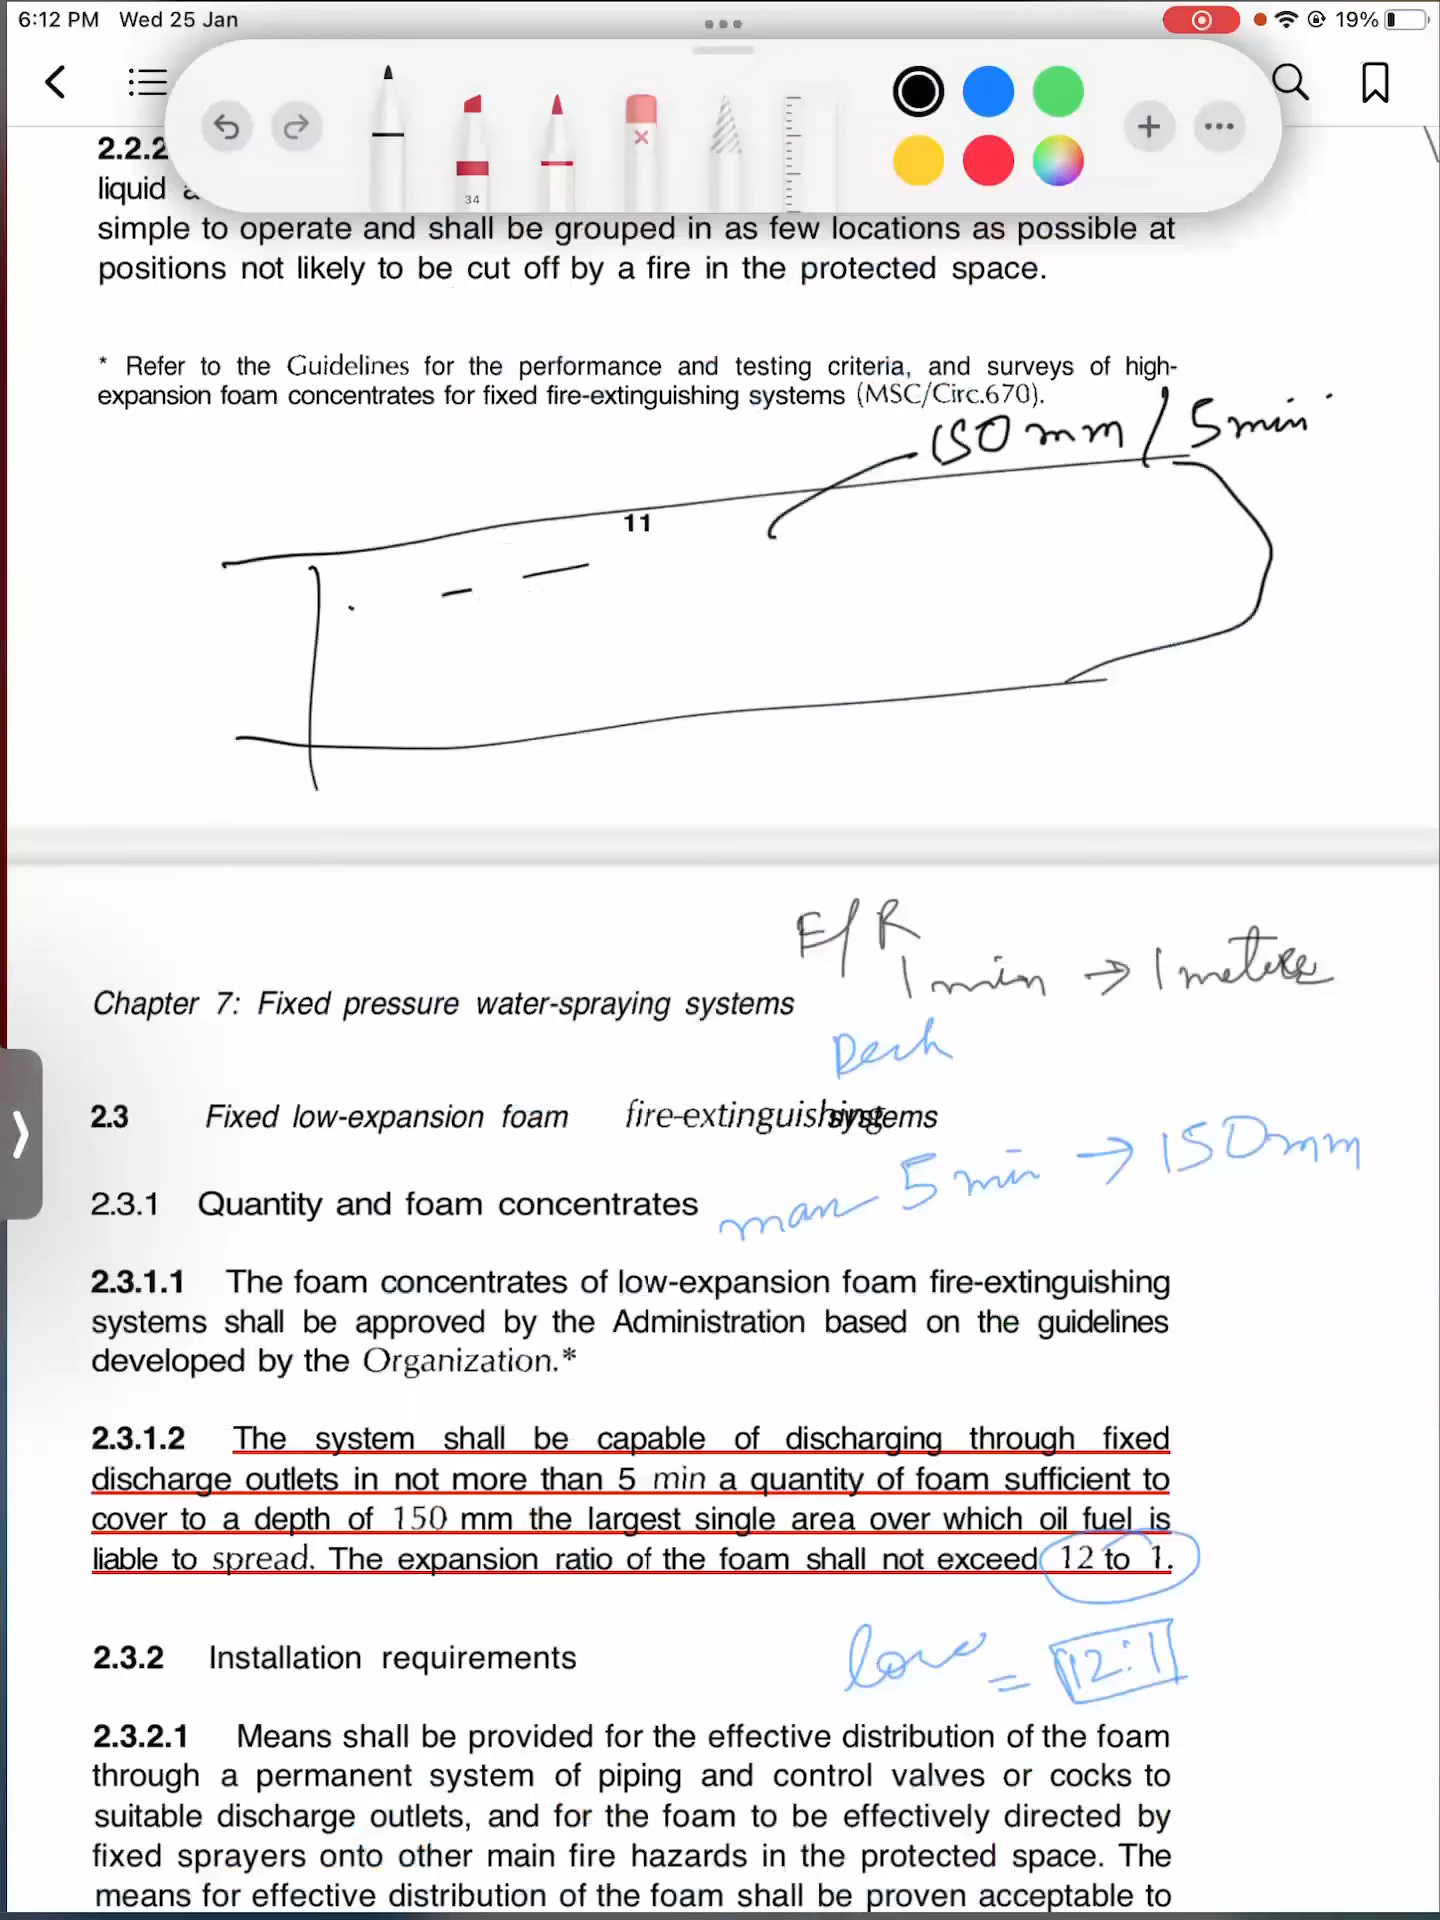 6:12 PM Wed 25 Jan
19%
34
2.2.2
liquid a
simple to operate and shall be grouped in as few locations as possible at
positions not likely to be cut off by a fire in the protected space.
* Refer to the Guidelines for the performance and testing criteria, and surveys of high-
expansion foam concentrates for fixed fire-extinguishing systems (MSC/Circ.670).
150 mm / 5 min
11
E/R
1 min → 1 metere
Chapter 7: Fixed pressure water-spraying systems
Deck
2.3 Fixed low-expansion foam fire-extinguishing systems
max 5 min → 150mm
2.3.1 Quantity and foam concentrates
2.3.1.1 The foam concentrates of low-expansion foam fire-extinguishing
systems shall be approved by the Administration based on the guidelines
developed by the Organization.*
2.3.1.2 The system shall be capable of discharging through fixed
discharge outlets in not more than 5 min a quantity of foam sufficient to
cover to a depth of 150 mm the largest single area over which oil fuel is
liable to spread. The expansion ratio of the foam shall not exceed 12 to 1.
low = 12:1
2.3.2 Installation requirements
2.3.2.1 Means shall be provided for the effective distribution of the foam
through a permanent system of piping and control valves or cocks to
suitable discharge outlets, and for the foam to be effectively directed by
fixed sprayers onto other main fire hazards in the protected space. The
means for effective distribution of the foam shall be proven acceptable to